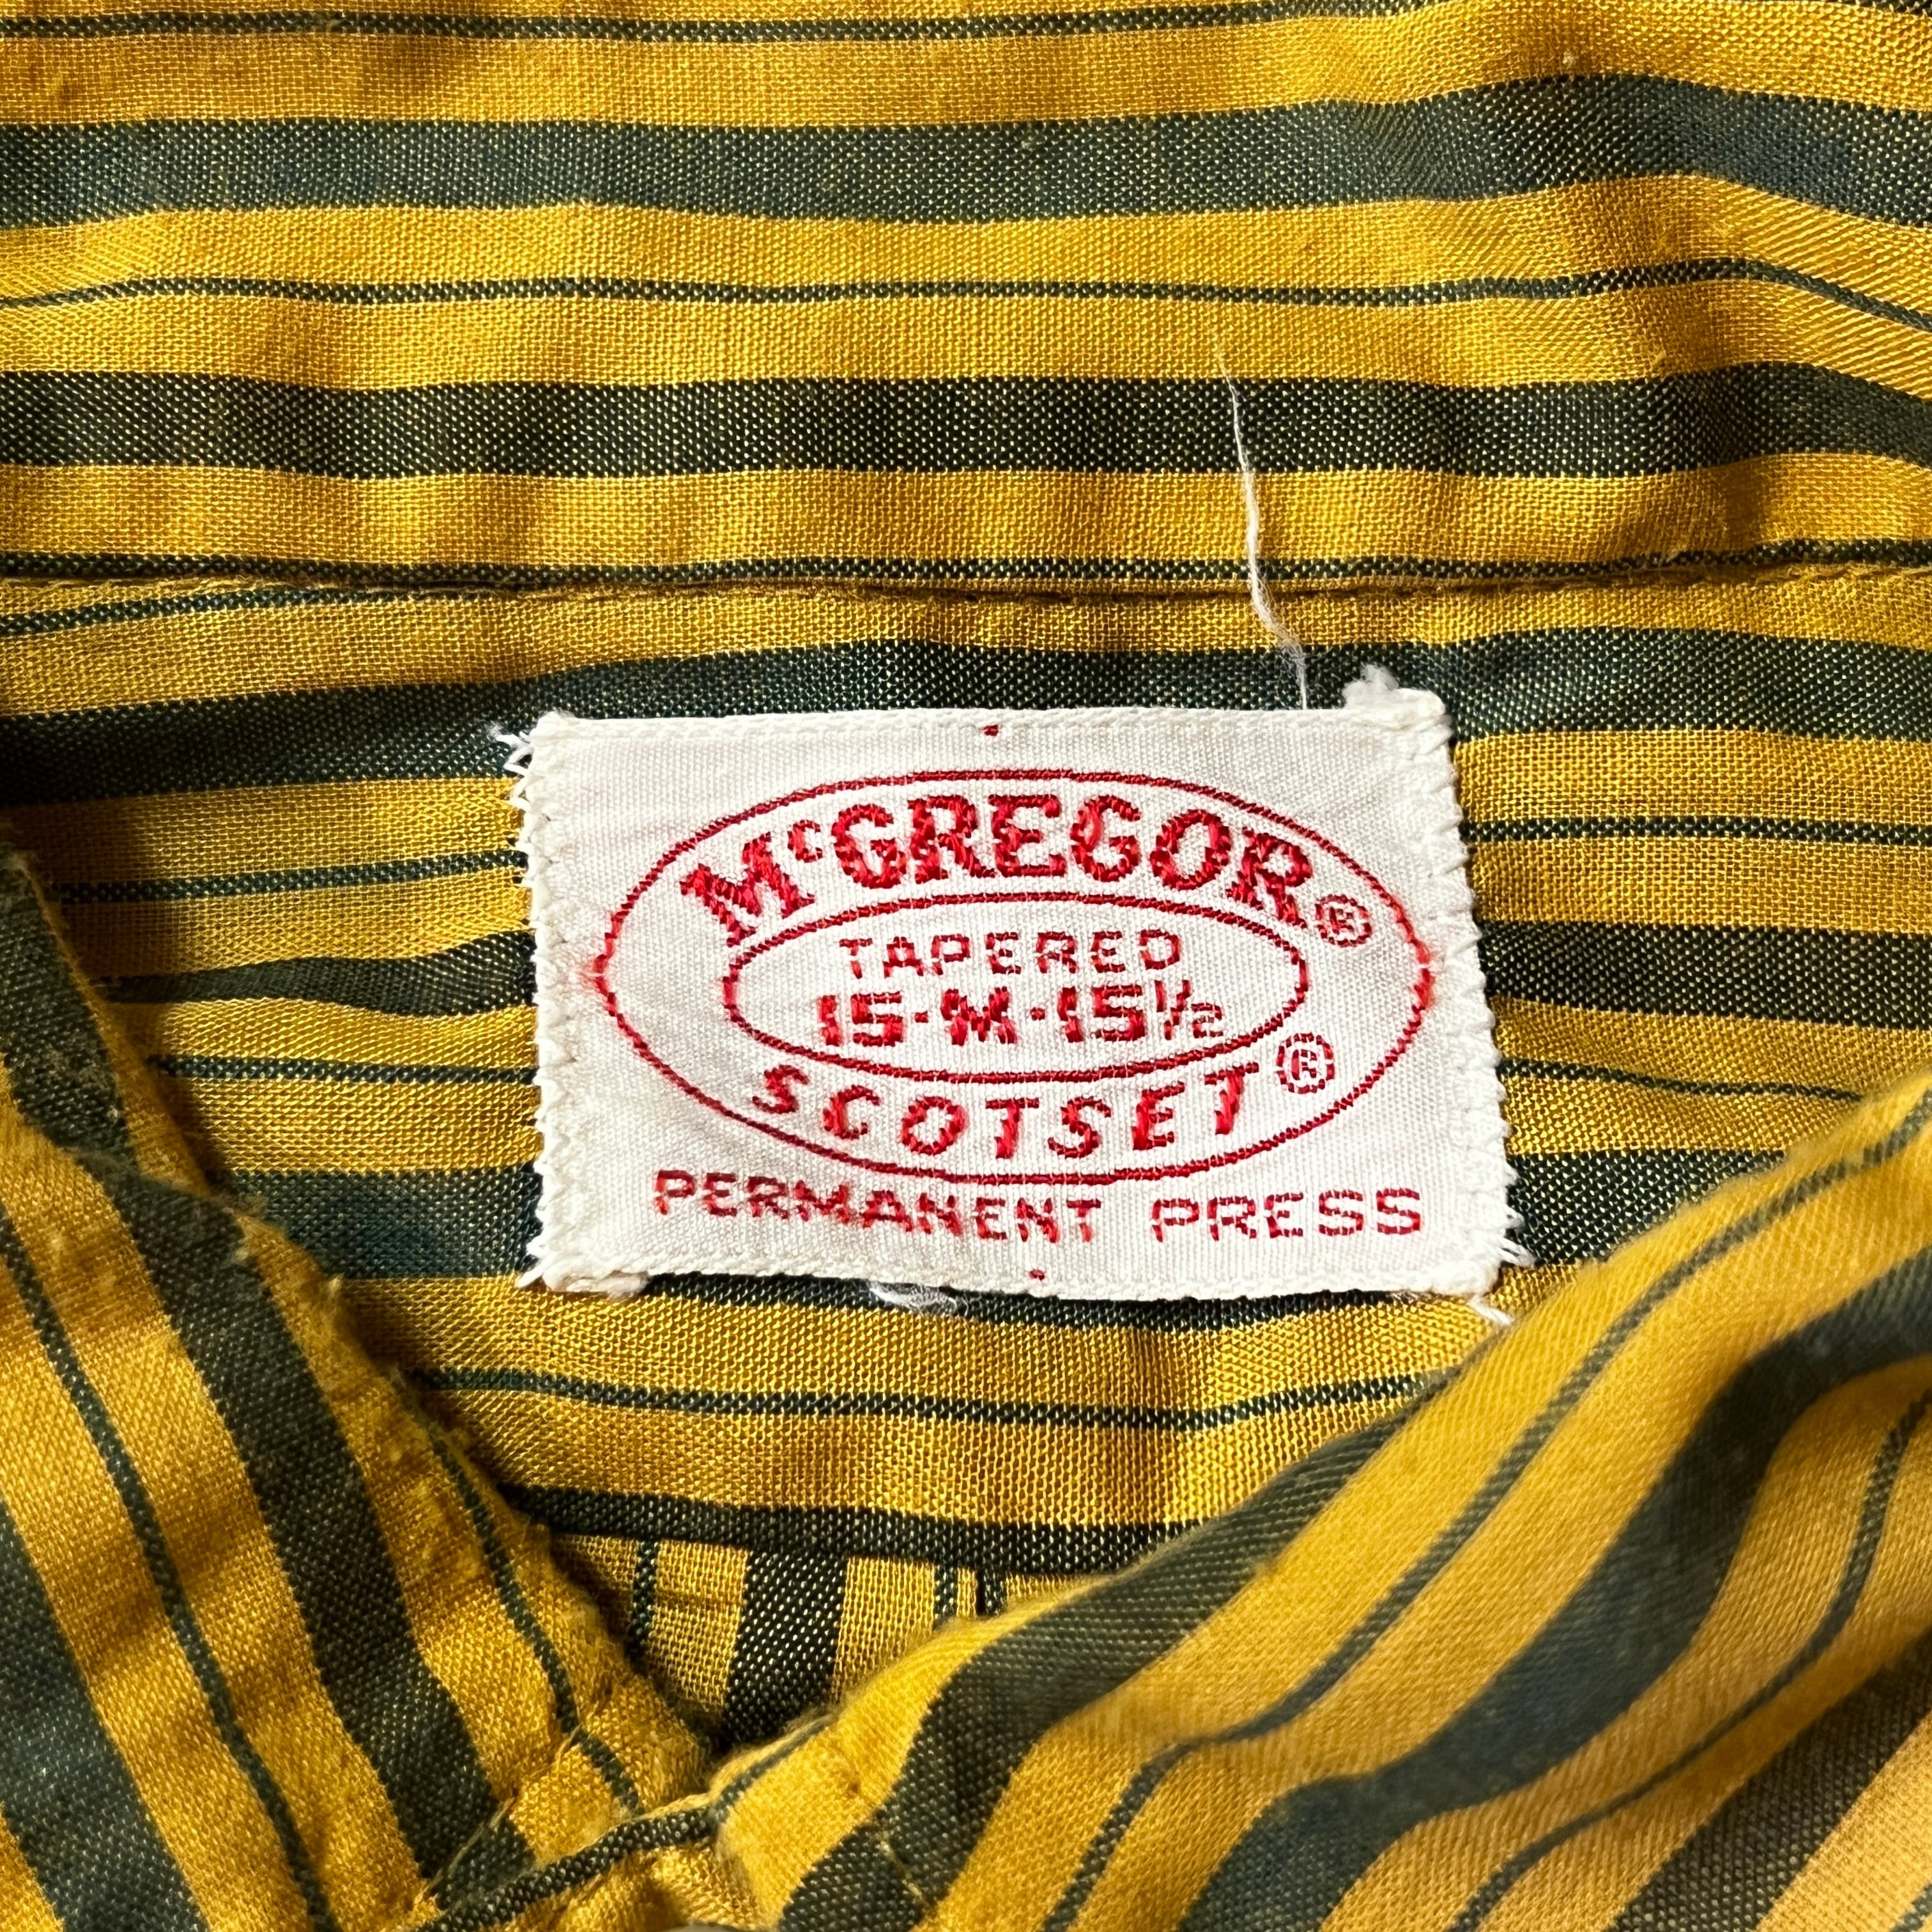 McGREGOR®
TAPERED
15-M-15½
SCOTSET®
PERMANENT PRESS